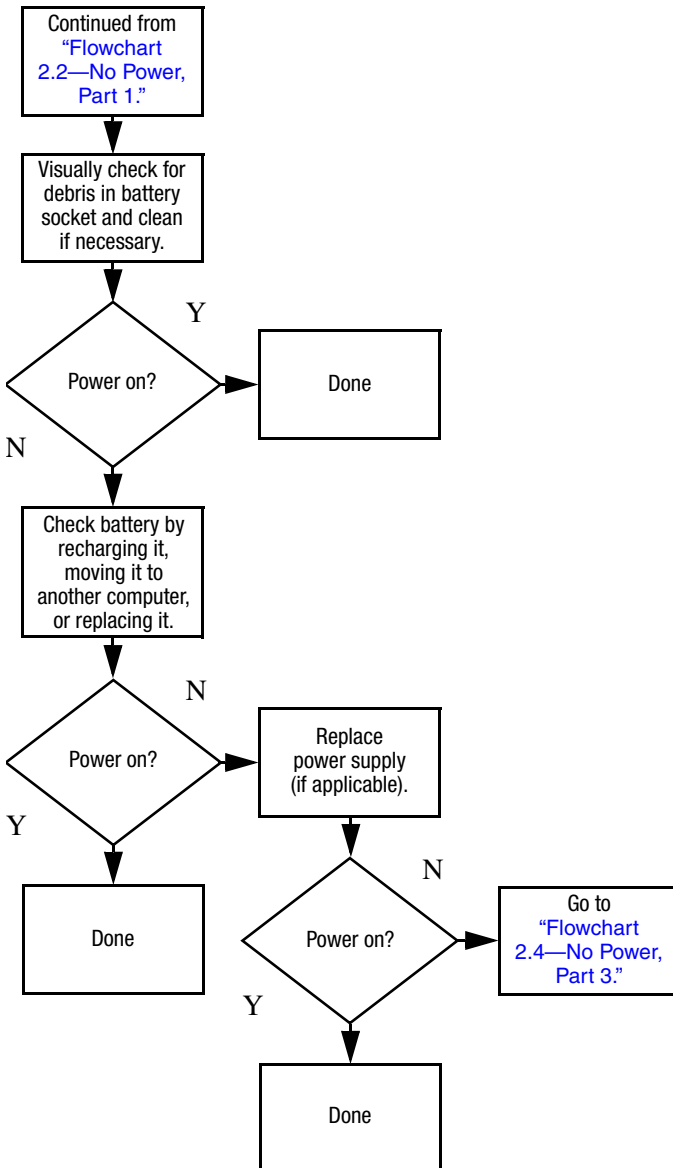 Continued from
“Flowchart
2.2—No Power,
Part 1.”
Visually check for
debris in battery
socket and clean
if necessary.
Y
Power on?
Done
N
Check battery by
recharging it,
moving it to
another computer,
or replacing it.
N
Power on?
Replace
power supply
(if applicable).
Y
Done
N
Power on?
Go to
“Flowchart
2.4—No Power,
Part 3.”
Y
Done